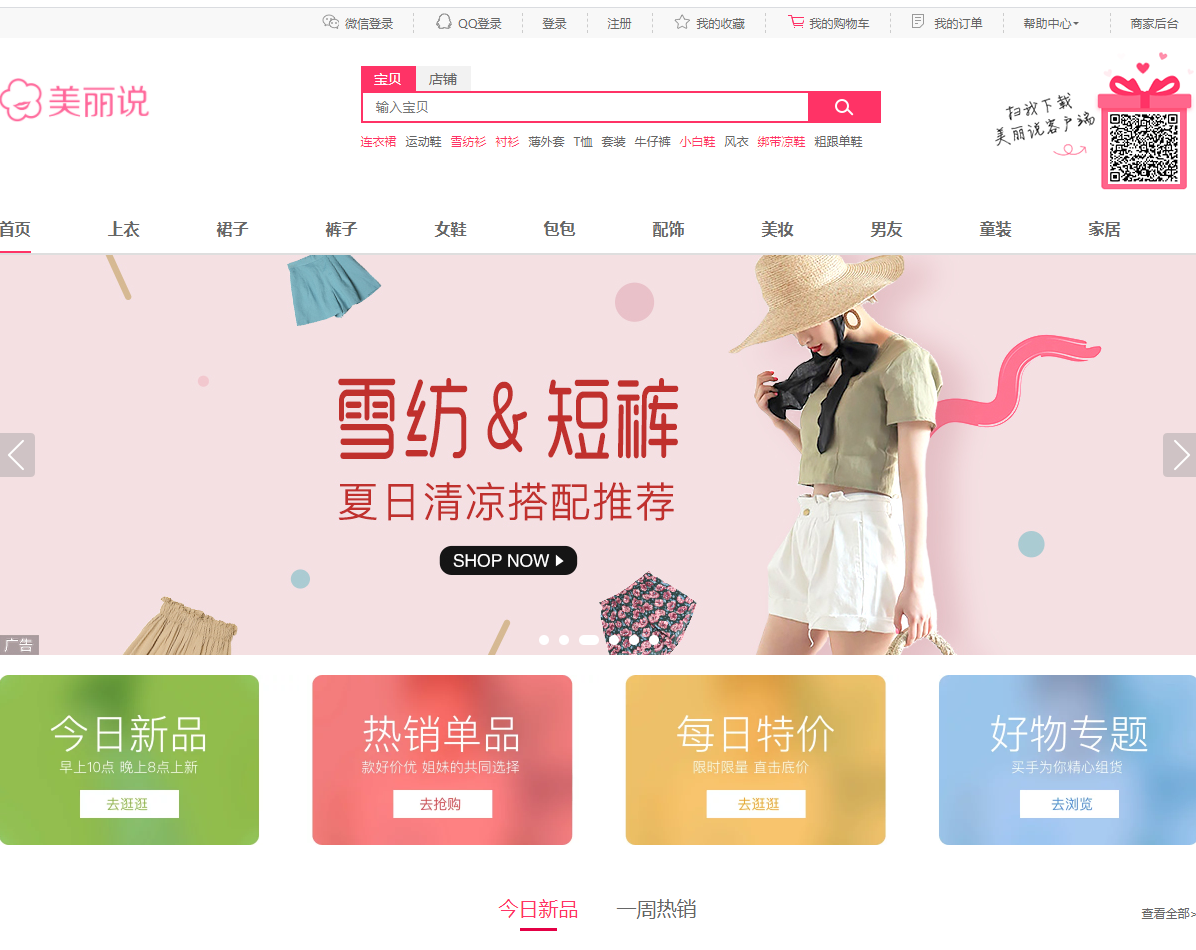 微信登录 QQ登录 登录 注册 我的收藏 我的购物车 我的订单 帮助中心 商家后台
美丽说
宝贝 店铺
输入宝贝
连衣裙 运动鞋 雪纺衫 衬衫 薄外套 T恤 套装 牛仔裤 小白鞋 风衣 绑带凉鞋 粗跟单鞋
扫我下载
美丽说客户端
首页 上衣 裙子 裤子 女鞋 包包 配饰 美妆 男友 童装 家居
雪纺&短裤
夏日清凉搭配推荐
SHOP NOW
广告
今日新品
早上10点 晚上8点上新
去逛逛
热销单品
款好价优 姐妹的共同选择
去抢购
每日特价
限时限量 直击底价
去逛逛
好物专题
买手为你精心组货
去浏览
今日新品 一周热销 查看全部>